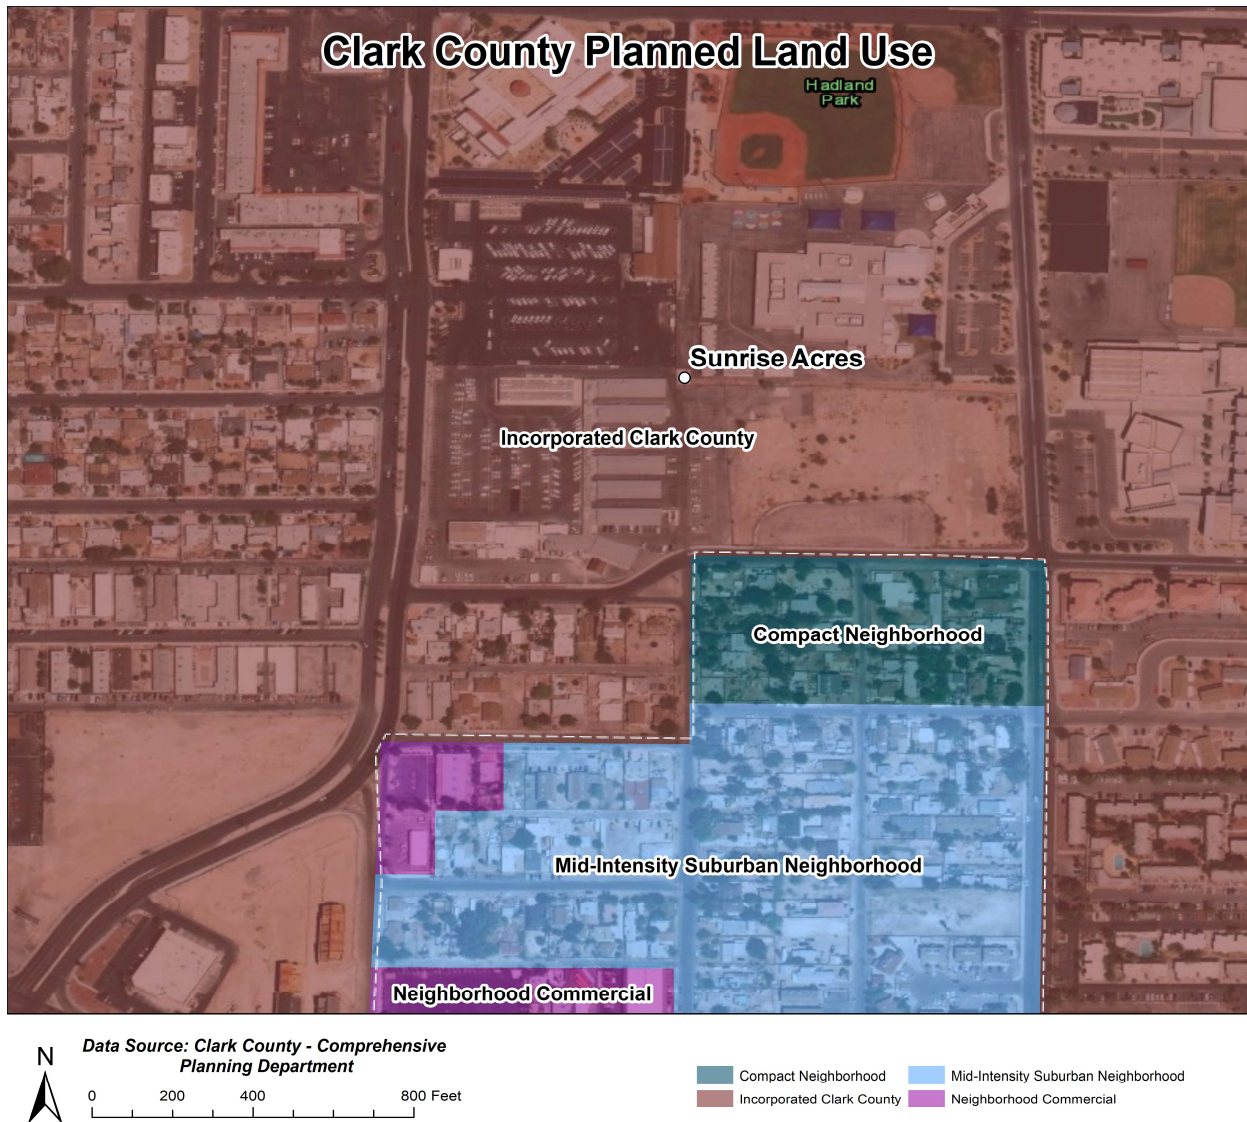 Clark County Planned Land Use
Hadland
Park
Sunrise Acres
Incorporated Clark County
Compact Neighborhood
Mid-Intensity Suburban Neighborhood
Neighborhood Commercial
N
Data Source: Clark County - Comprehensive
Planning Department
0 200 400 800 Feet
Compact Neighborhood
Mid-Intensity Suburban Neighborhood
Incorporated Clark County
Neighborhood Commercial